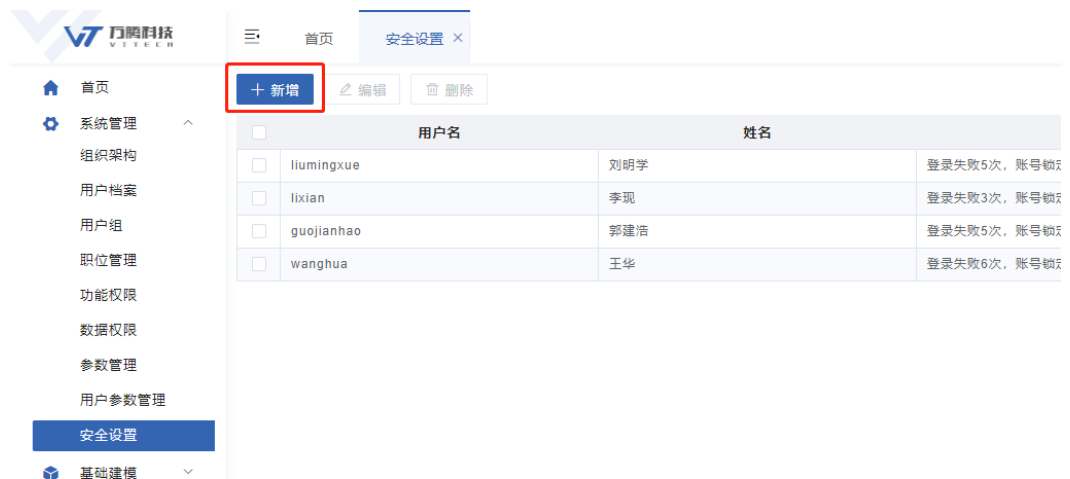 万腾科技
VTTECH
首页
安全设置
首页
系统管理
组织架构
用户档案
用户组
职位管理
功能权限
数据权限
参数管理
用户参数管理
安全设置
基础建模
新增 编辑 删除
用户名 姓名
liumingxue 刘明学 登录失败5次，账号锁定
lixian 李现 登录失败3次，账号锁定
guojianhao 郭建浩 登录失败5次，账号锁定
wanghua 王华 登录失败6次，账号锁定